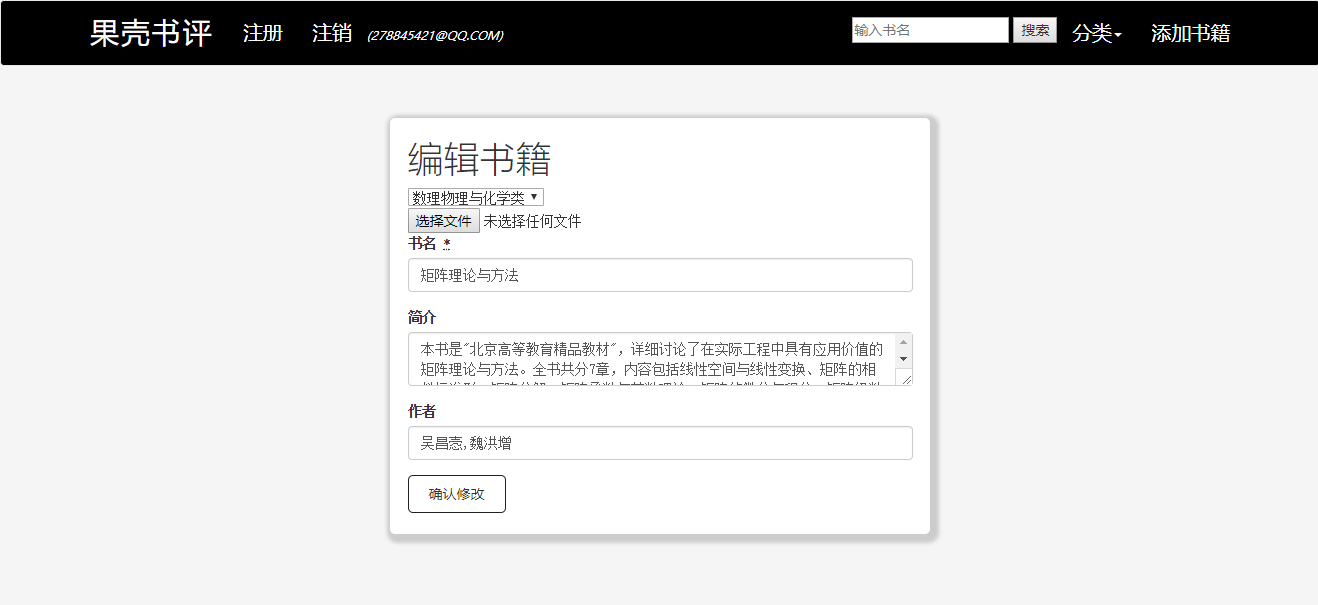 果壳书评 注册 注销 (278845421@QQ.COM) 输入书名 搜索 分类 添加书籍
编辑书籍
数理物理与化学类
选择文件 未选择任何文件
书名 *
矩阵理论与方法
简介
本书是"北京高等教育精品教材"，详细讨论了在实际工程中具有应用价值的
矩阵理论与方法。全书共分7章，内容包括线性空间与线性变换、矩阵的相
作者
吴昌悫,魏洪增
确认修改